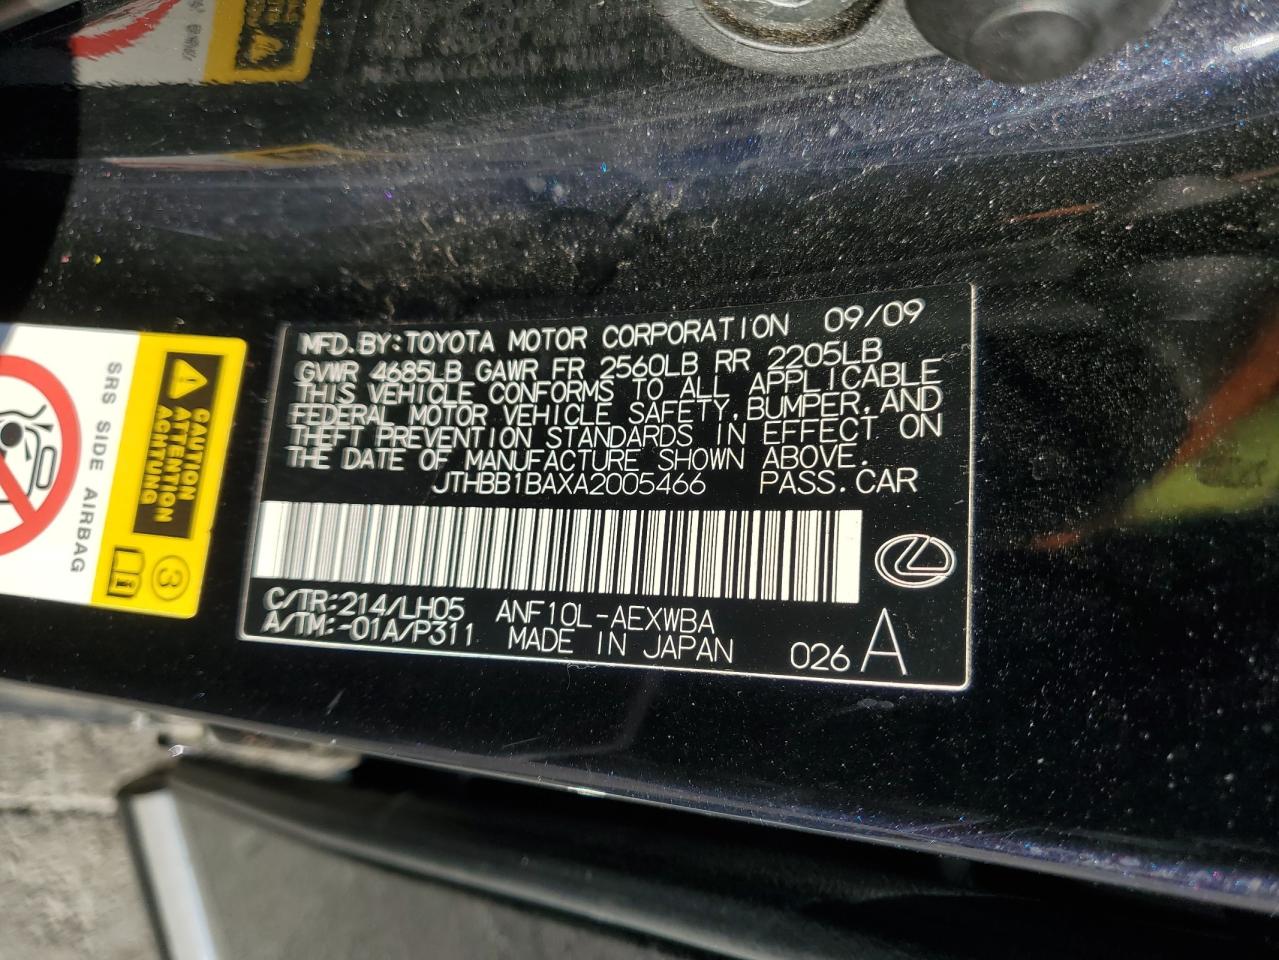 MFD. BY: TOYOTA MOTOR CORPORATION 09/09
GVWR 4685LB GAWR FR 2560LB RR 2205LB
THIS VEHICLE CONFORMS TO ALL APPLICABLE
FEDERAL MOTOR VEHICLE SAFETY, BUMPER, AND
THEFT PREVENTION STANDARDS IN EFFECT ON
THE DATE OF MANUFACTURE SHOWN ABOVE.
JTHBB1BAXA2005466 PASS. CAR
C/TR: 214/LH05 ANF10L-AEXWBA
A/TM: -01A/P311 MADE IN JAPAN 026 A
CAUTION
ATTENTION
ACHTUNG
3
SRS SIDE AIRBAG